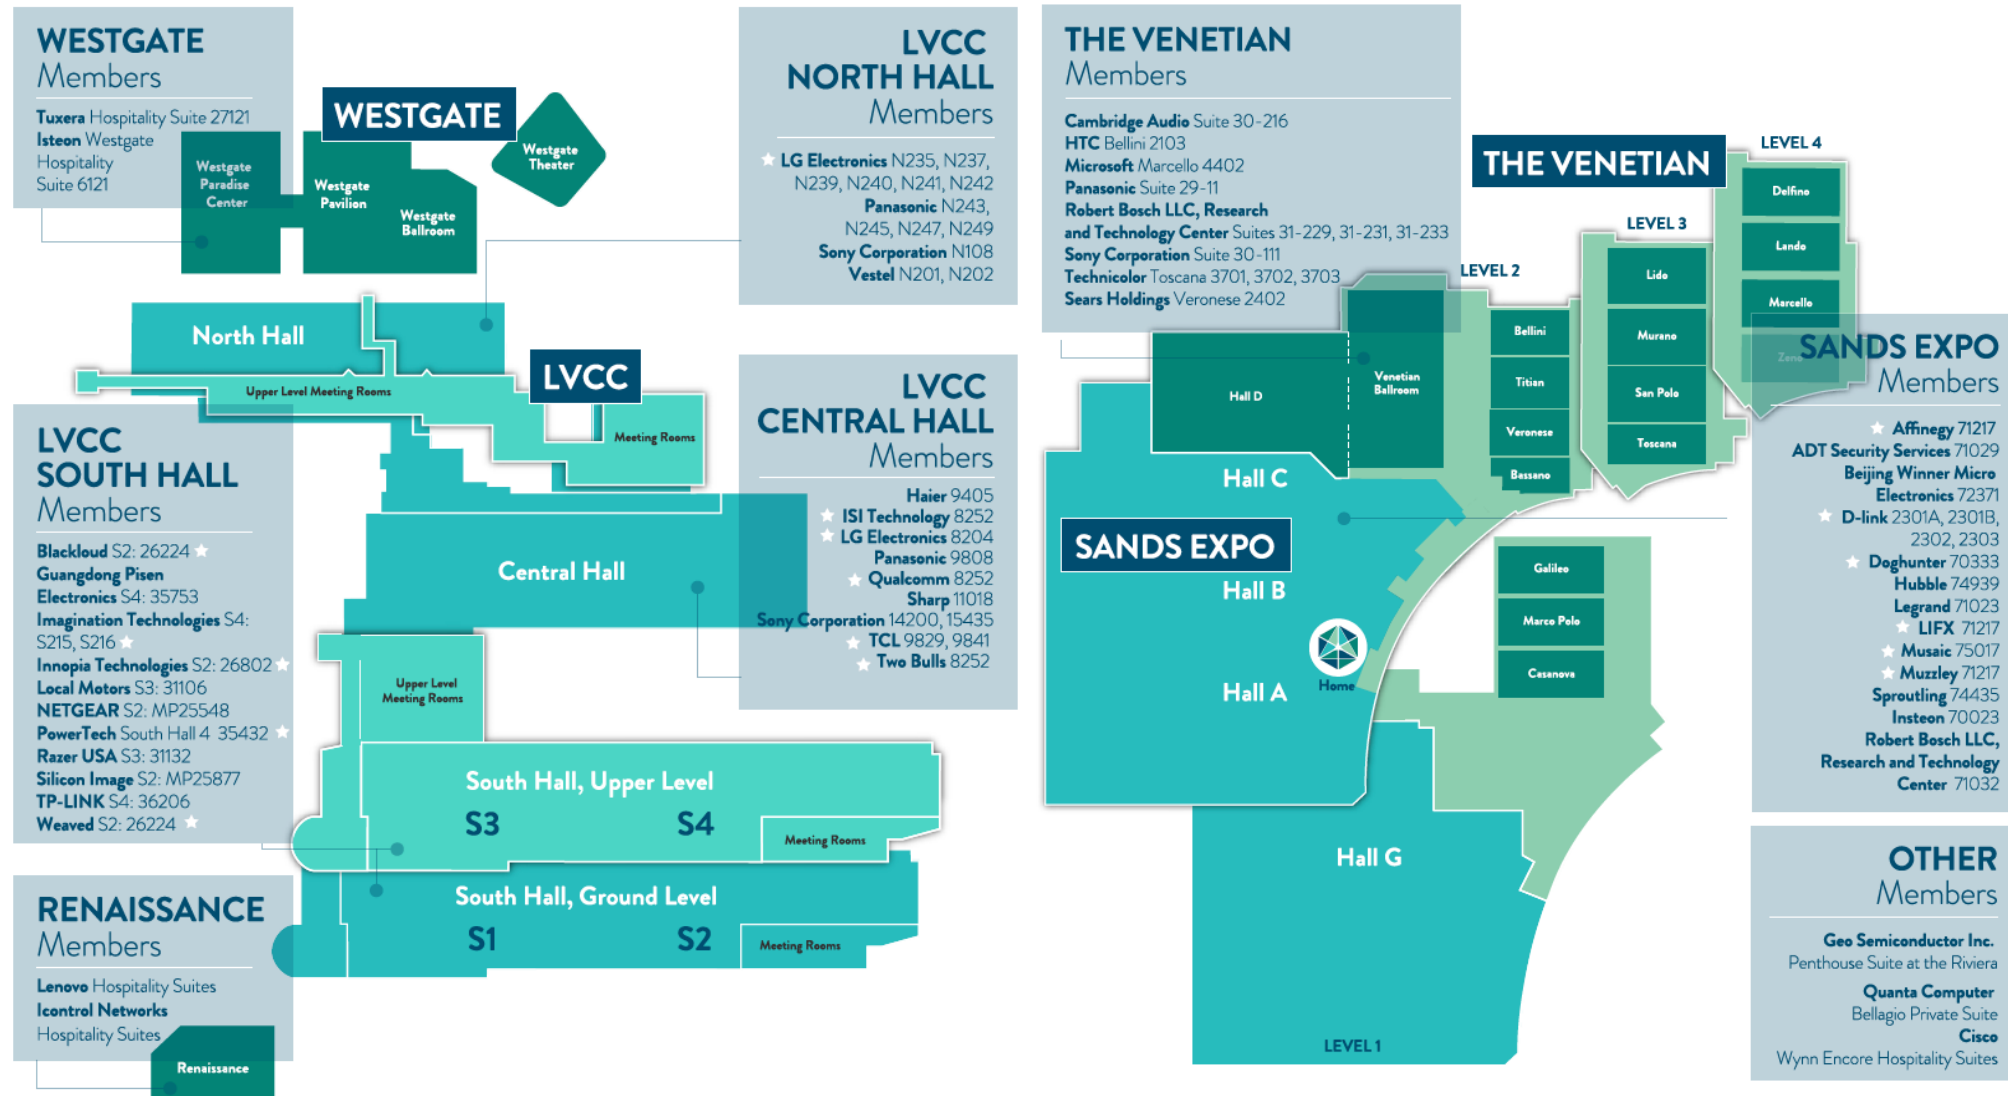 WESTGATE
Members
Tuxera Hospitality Suite 27121
Isteon Westgate
Hospitality
Suite 6121
Westgate
Paradise
Center
WESTGATE
Westgate
Pavilion
Westgate
Ballroom
Westgate
Theater
LVCC
NORTH HALL
Members
LG Electronics N235, N237,
N239, N240, N241, N242
Panasonic N243,
N245, N247, N249
Sony Corporation N108
Vestel N201, N202
North Hall
Upper Level Meeting Rooms
LVCC
Meeting Rooms
LVCC
SOUTH HALL
Members
Blackloud S2: 26224
Guangdong Pisen
Electronics S4: 35753
Imagination Technologies S4:
S215, S216
Innopia Technologies S2: 26802
Local Motors S3: 31106
NETGEAR S2: MP25548
PowerTech South Hall 4 35432
Razer USA S3: 31132
Silicon Image S2: MP25877
TP-LINK S4: 36206
Weaved S2: 26224
LVCC
CENTRAL HALL
Members
Haier 9405
ISI Technology 8252
LG Electronics 8204
Panasonic 9808
Qualcomm 8252
Sharp 11018
Sony Corporation 14200, 15435
TCL 9829, 9841
Two Bulls 8252
Central Hall
Upper Level
Meeting Rooms
South Hall, Upper Level
S3
S4
Meeting Rooms
South Hall, Ground Level
S1
S2
Meeting Rooms
RENAISSANCE
Members
Lenovo Hospitality Suites
Icontrol Networks
Hospitality Suites
Renaissance
THE VENETIAN
Members
Cambridge Audio Suite 30-216
HTC Bellini 2103
Microsoft Marcello 4402
Panasonic Suite 29-11
Robert Bosch LLC, Research
and Technology Center Suites 31-229, 31-231, 31-233
Sony Corporation Suite 30-111
Technicolor Toscana 3701, 3702, 3703
Sears Holdings Veronese 2402
THE VENETIAN
LEVEL 4
Delfino
Lando
Marcello
Zeno
LEVEL 3
Lido
Murano
San Polo
Toscana
LEVEL 2
Bellini
Titian
Veronese
Bassano
Venetian
Ballroom
Hall D
Hall C
SANDS EXPO
Hall B
Home
Hall A
Galileo
Marco Polo
Casanova
Hall G
LEVEL 1
SANDS EXPO
Members
Affinegy 71217
ADT Security Services 71029
Beijing Winner Micro
Electronics 72371
D-link 2301A, 2301B,
2302, 2303
Doghunter 70333
Hubble 74939
Legrand 71023
LIFX 71217
Musaic 75017
Muzzley 71217
Sproutling 74435
Insteon 70023
Robert Bosch LLC,
Research and Technology
Center 71032
OTHER
Members
Geo Semiconductor Inc.
Penthouse Suite at the Riviera
Quanta Computer
Bellagio Private Suite
Cisco
Wynn Encore Hospitality Suites